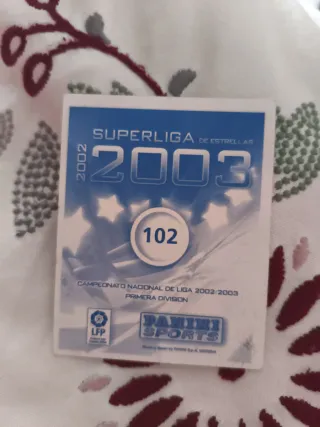 SUPERLIGA DE ESTRELLAS
2002
2003
102
CAMPEONATO NACIONAL DE LIGA 2002-2003
PRIMERA DIVISION
LFP
PANINI
SPORTS